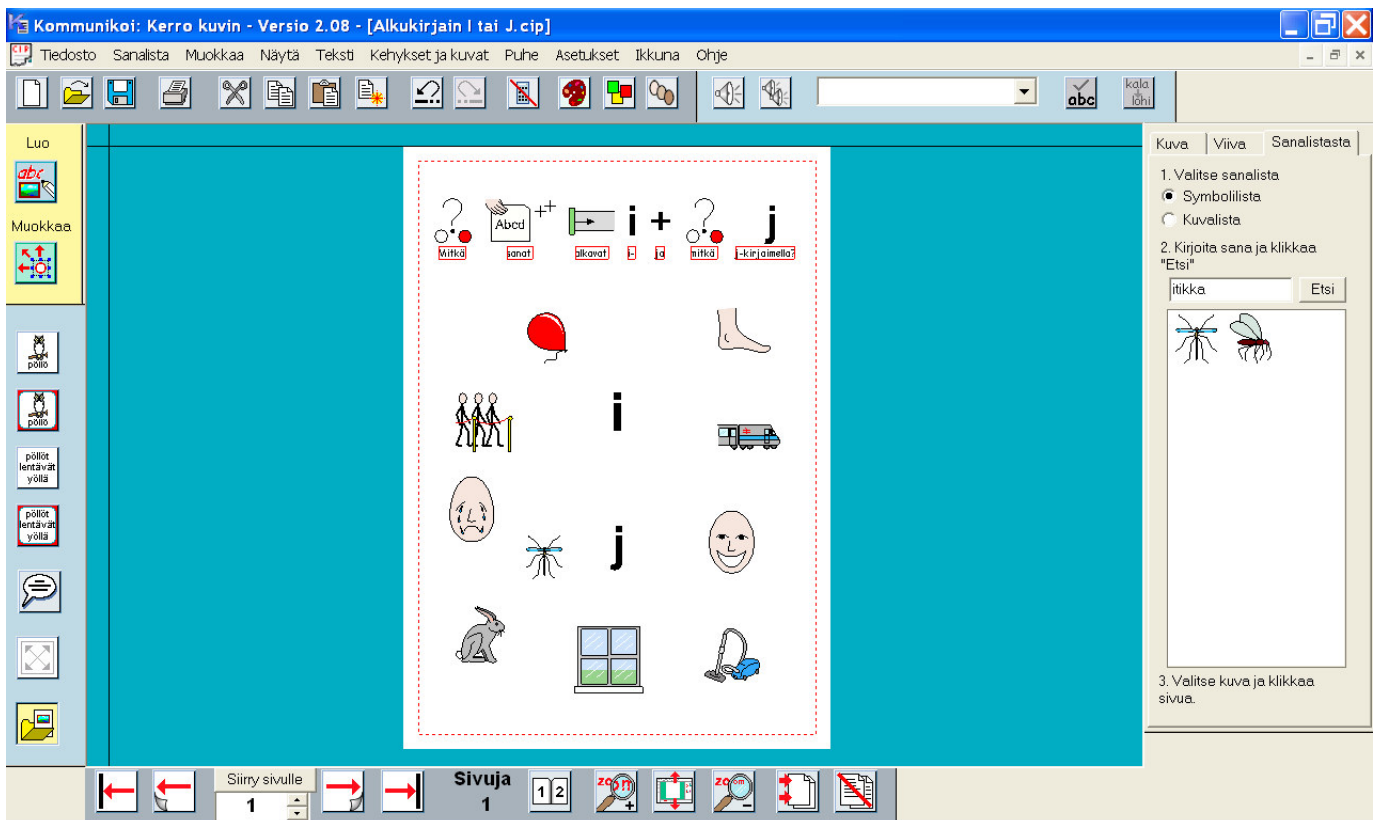 Kommunikoi: Kerro kuvin - Versio 2.08 - [Alkukirjain I tai J.cip]
Tiedosto Sanalista Muokkaa Näytä Teksti Kehykset ja kuvat Puhe Asetukset Ikkuna Ohje
abc
kala
lohi
Luo
abc
Muokkaa
pöllö
pöllö
pöllöt
lentävät
yöllä
pöllöt
lentävät
yöllä
Abcd
i + j
Mitkä sanat alkavat i- ja mitkä j-kirjaimella?
i
j
Kuva Viiva Sanalistasta
1. Valitse sanalista
Symbolilista
Kuvalista
2. Kirjoita sana ja klikkaa
"Etsi"
itikka Etsi
3. Valitse kuva ja klikkaa
sivua.
Siirry sivulle
1
Sivuja
1
1 2
zoom
+
zoom
-